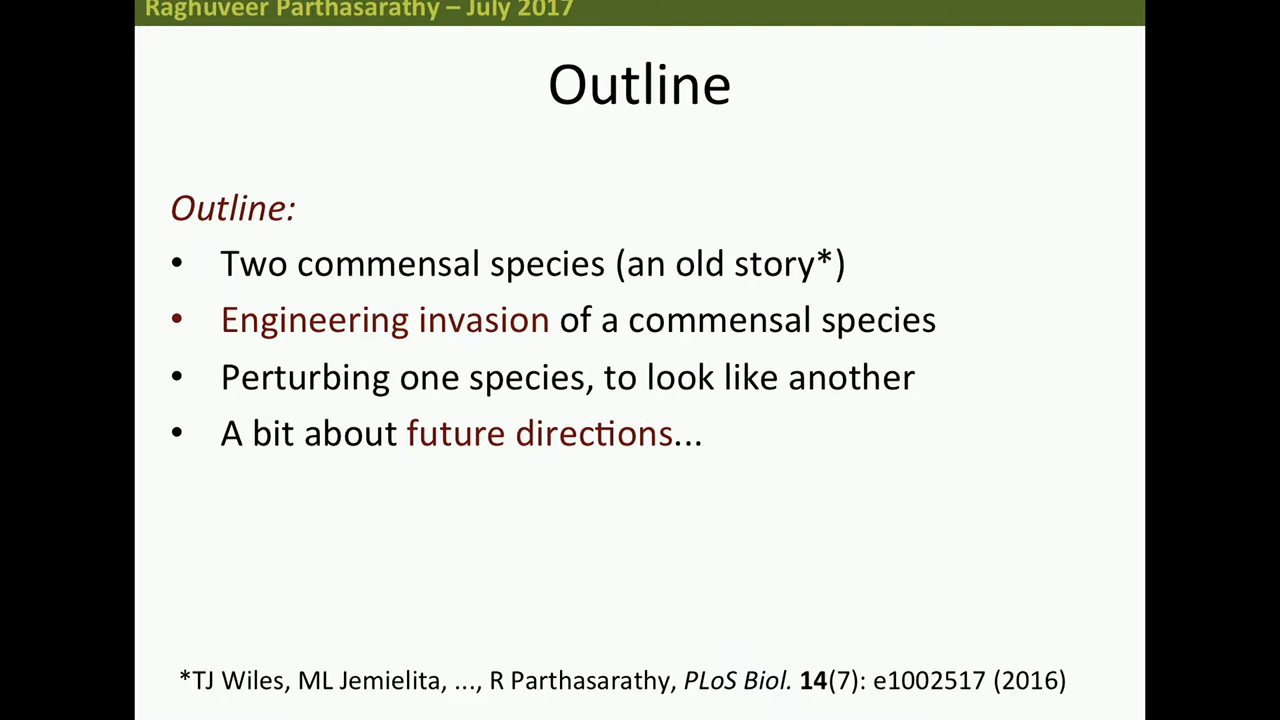 Raghuveer Parthasarathy – July 2017
Outline
Outline:
• Two commensal species (an old story*)
• Engineering invasion of a commensal species
• Perturbing one species, to look like another
• A bit about future directions...
*TJ Wiles, ML Jemielita, ..., R Parthasarathy, PLoS Biol. 14(7): e1002517 (2016)